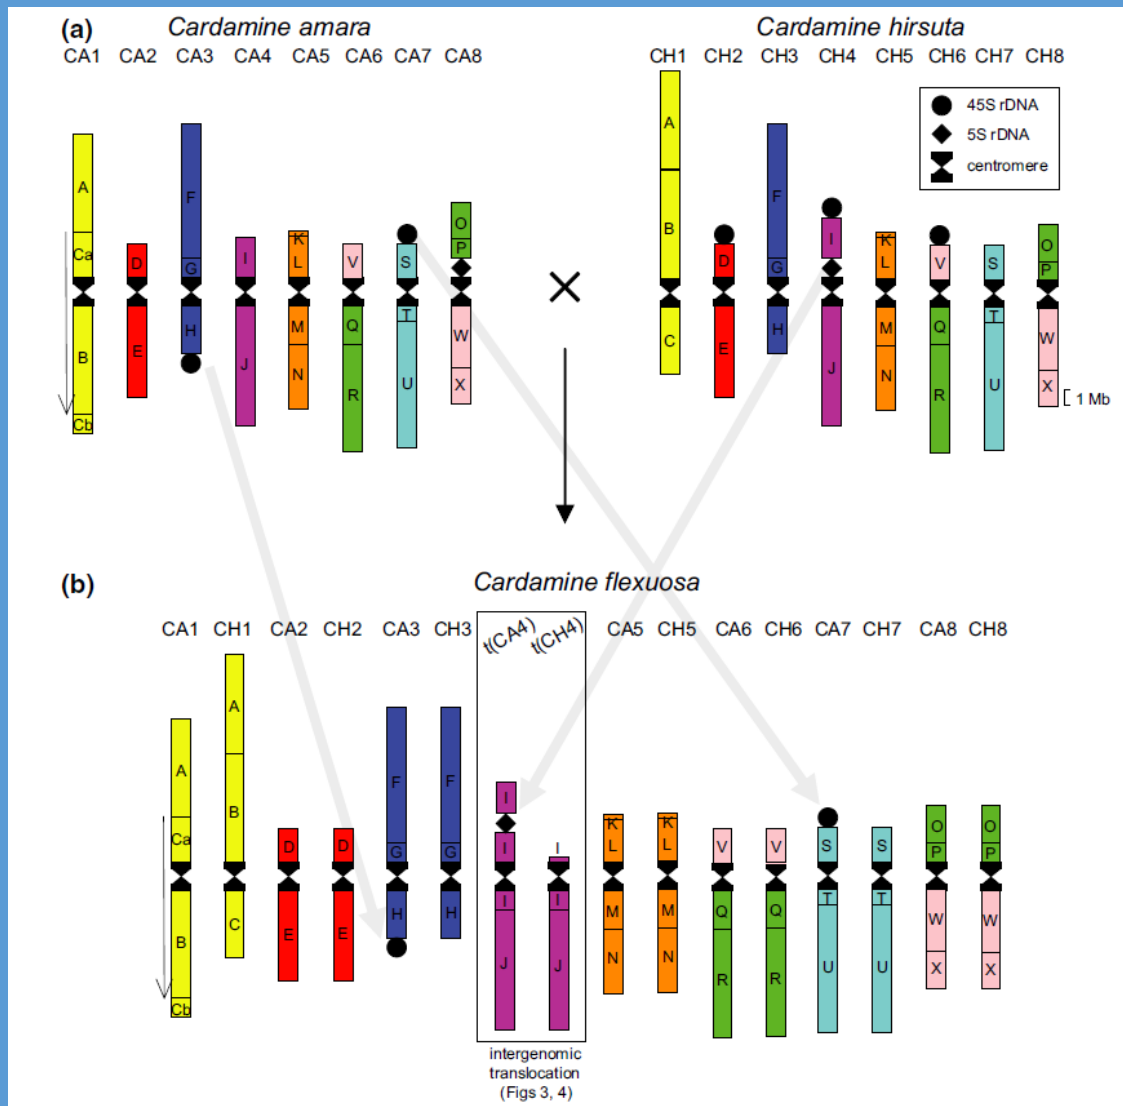 (a)
Cardamine amara
Cardamine hirsuta
CA1 CA2 CA3 CA4 CA5 CA6 CA7 CA8
CH1 CH2 CH3 CH4 CH5 CH6 CH7 CH8
45S rDNA
5S rDNA
centromere
A Ca B Cb
D E
F G H
I J
K L M N
V Q R
S T U
O P W X
A B C
D E
F G H
I J
K L M N
V Q R
S T U
O P W X
1 Mb
(b)
Cardamine flexuosa
CA1 CH1 CA2 CH2 CA3 CH3 t(CA4) t(CH4) CA5 CH5 CA6 CH6 CA7 CH7 CA8 CH8
A Ca B Cb
A B C
D E
D E
F G H
F G H
I I I J
I I J
K L M N
K L M N
V Q R
V Q R
S T U
S T U
O P W X
O P W X
intergenomic
translocation
(Figs 3, 4)